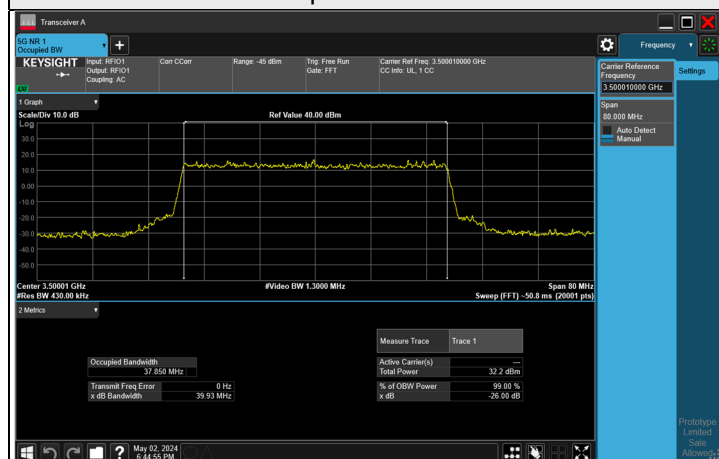 Transceiver A
5G NR 1
Occupied BW
Frequency
KEYSIGHT
LXI
Input: RFIO1
Output: RFIO1
Coupling: AC
Corr CCorr
Range: -45 dBm
Trig: Free Run
Gate: FFT
Carrier Ref Freq: 3.500010000 GHz
CC Info: UL, 1 CC
Carrier Reference
Frequency
3.500010000 GHz
Settings
Span
80.000 MHz
Auto Detect
Manual
1 Graph
Scale/Div 10.0 dB
Ref Value 40.00 dBm
Log
30.0
20.0
10.0
0.00
-10.0
-20.0
-30.0
-40.0
-50.0
Center 3.50001 GHz
#Video BW 1.3000 MHz
Span 80 MHz
#Res BW 430.00 kHz
Sweep (FFT) ~50.8 ms (20001 pts)
2 Metrics
Measure Trace
Trace 1
Occupied Bandwidth
37.850 MHz
Active Carrier(s)
---
Total Power
32.2 dBm
Transmit Freq Error
0 Hz
x dB Bandwidth
39.93 MHz
% of OBW Power
99.00 %
x dB
-26.00 dB
Prototype
Limited
Sale
Allowed
?
May 02, 2024
6:44:55 PM